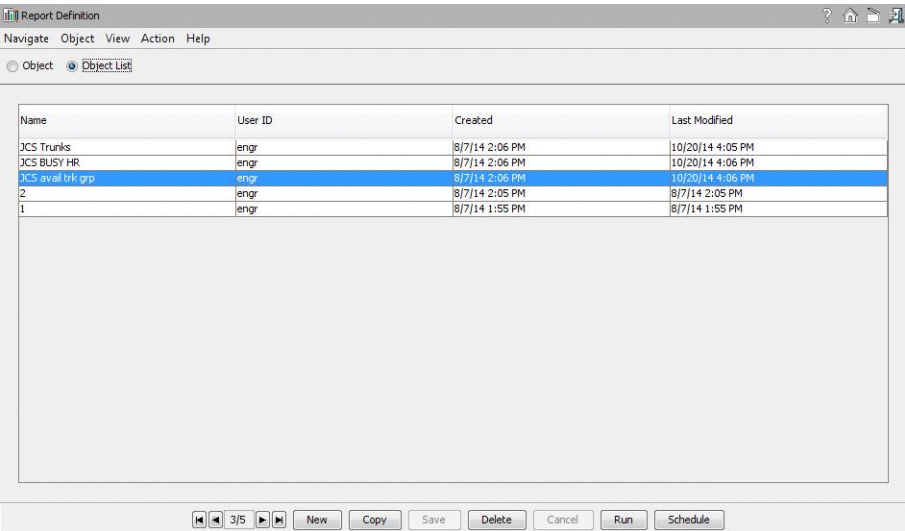 Report Definition
Navigate Object View Action Help
Object Object List
Name User ID Created Last Modified
JCS Trunks engr 8/7/14 2:06 PM 10/20/14 4:05 PM
JCS BUSY HR engr 8/7/14 2:06 PM 10/20/14 4:06 PM
JCS avail trk grp engr 8/7/14 2:06 PM 10/20/14 4:06 PM
2 engr 8/7/14 2:05 PM 8/7/14 2:05 PM
1 engr 8/7/14 1:55 PM 8/7/14 1:55 PM
3/5 New Copy Save Delete Cancel Run Schedule